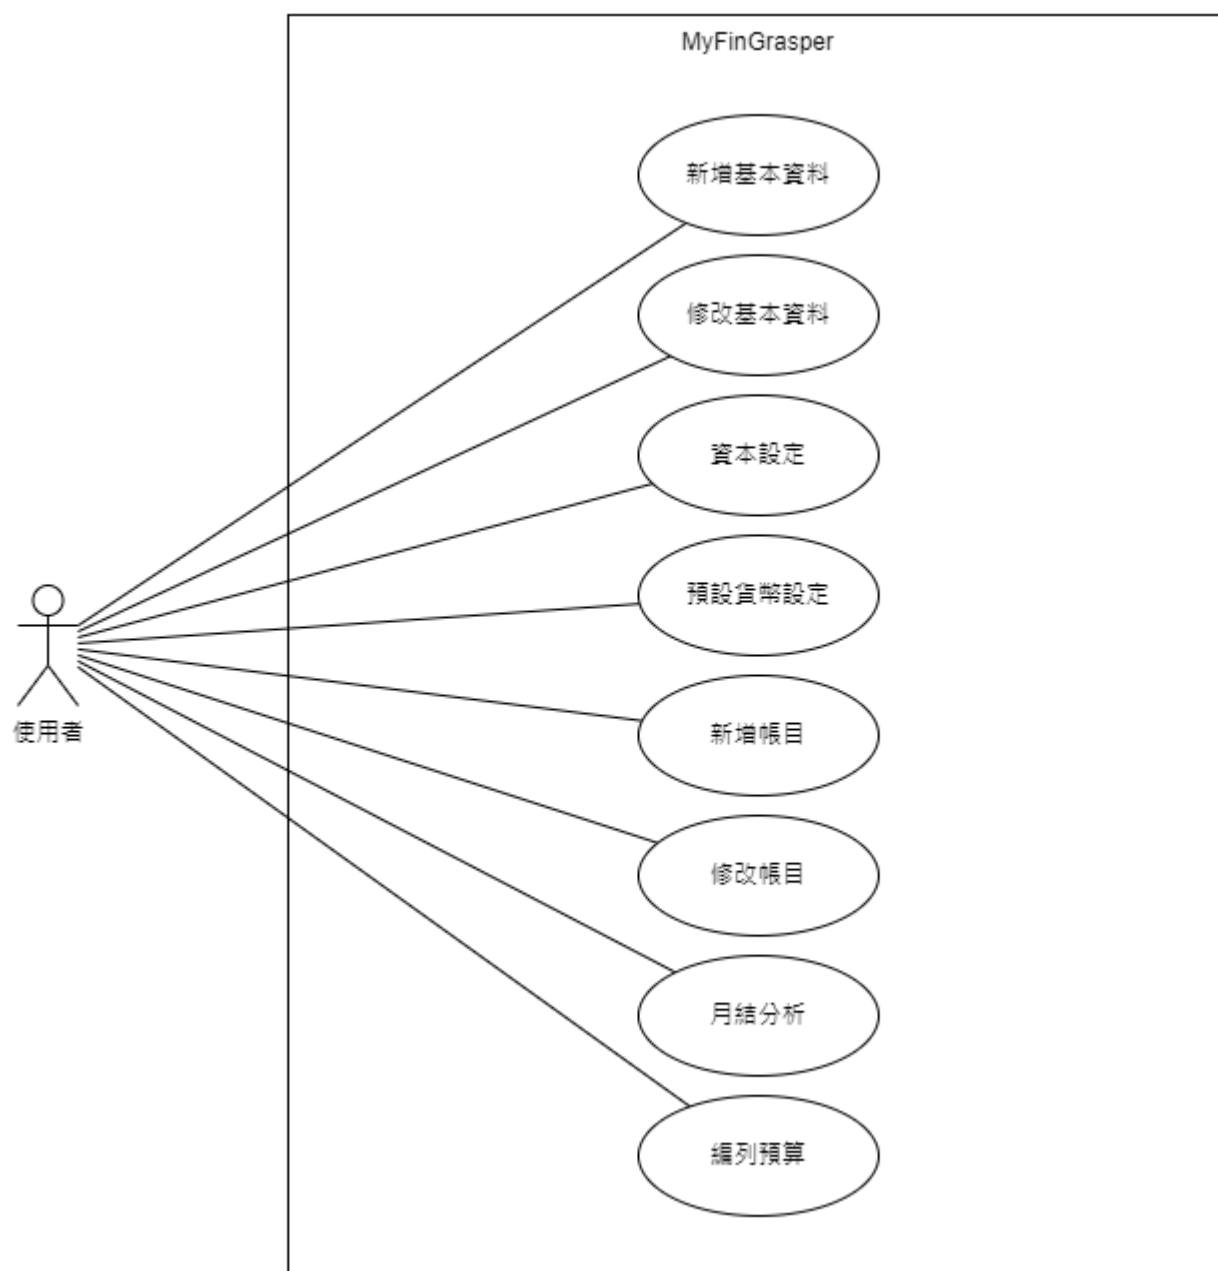 MyFinGrasper
新增基本資料
修改基本資料
資本設定
預設貨幣設定
使用者
新增帳目
修改帳目
月結分析
編列預算